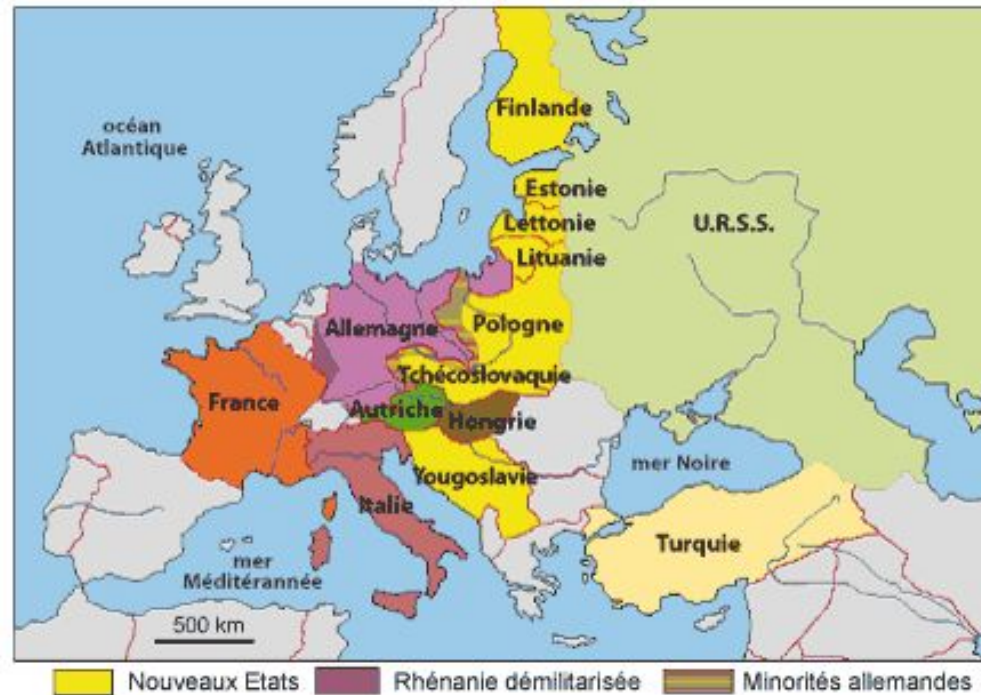 Finlande
océan
Atlantique
Estonie
Lettonie
U.R.S.S.
Lituanie
Allemagne
Pologne
Tchécoslovaquie
France
Autriche
Hongrie
mer Noire
Yougoslavie
Italie
Turquie
mer
Méditérannée
500 km
Nouveaux Etats
Rhénanie démilitarisée
Minorités allemandes